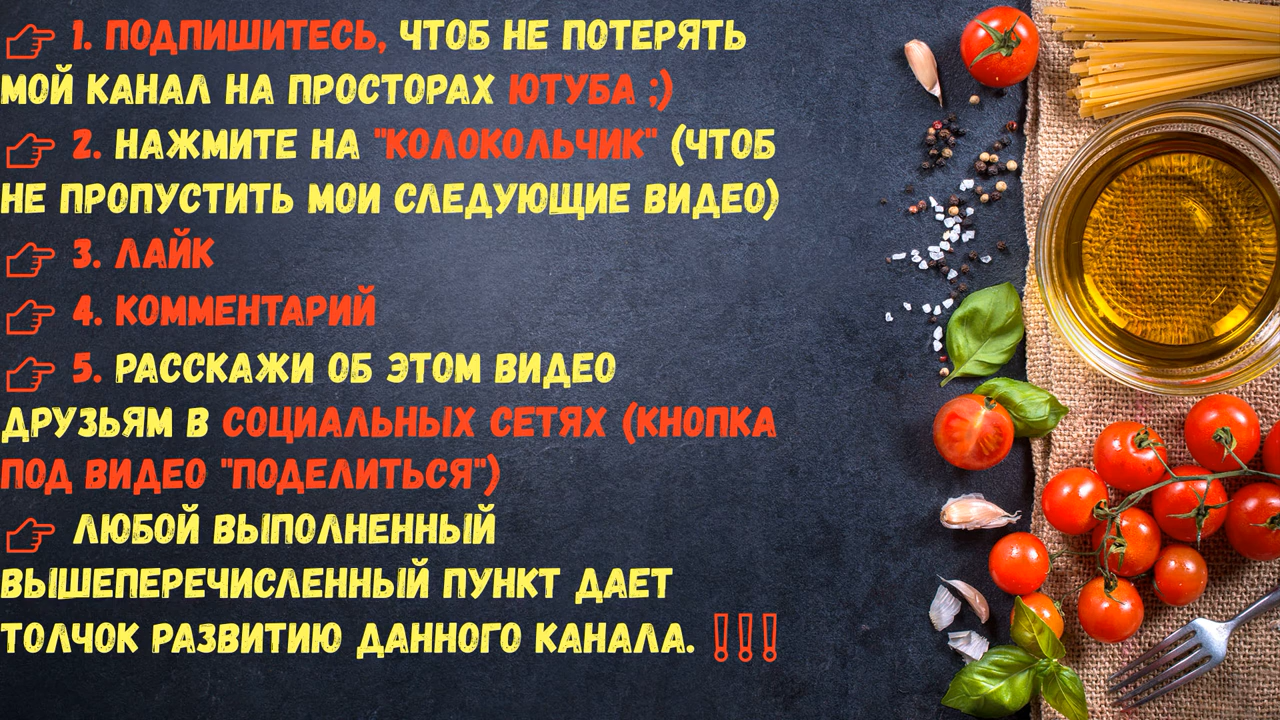 👉 1. ПОДПИШИТЕСЬ, ЧТОБ НЕ ПОТЕРЯТЬ
МОЙ КАНАЛ НА ПРОСТОРАХ ЮТУБА ;)
👉 2. НАЖМИТЕ НА "КОЛОКОЛЬЧИК" (ЧТОБ
НЕ ПРОПУСТИТЬ МОИ СЛЕДУЮЩИЕ ВИДЕО)
👉 3. ЛАЙК
👉 4. КОММЕНТАРИЙ
👉 5. РАССКАЖИ ОБ ЭТОМ ВИДЕО
ДРУЗЬЯМ В СОЦИАЛЬНЫХ СЕТЯХ (КНОПКА
ПОД ВИДЕО "ПОДЕЛИТЬСЯ")
👉 ЛЮБОЙ ВЫПОЛНЕННЫЙ
ВЫШЕПЕРЕЧИСЛЕННЫЙ ПУНКТ ДАЕТ
ТОЛЧОК РАЗВИТИЮ ДАННОГО КАНАЛА. !!!